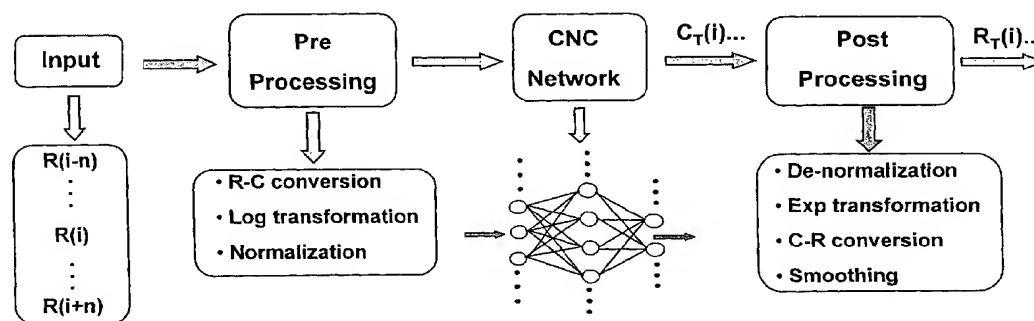 Input
Pre
Processing
CNC
Network
C_T(i)...
Post
Processing
R_T(i)...
R(i-n)
R(i)
R(i+n)
• R-C conversion
• Log transformation
• Normalization
• De-normalization
• Exp transformation
• C-R conversion
• Smoothing